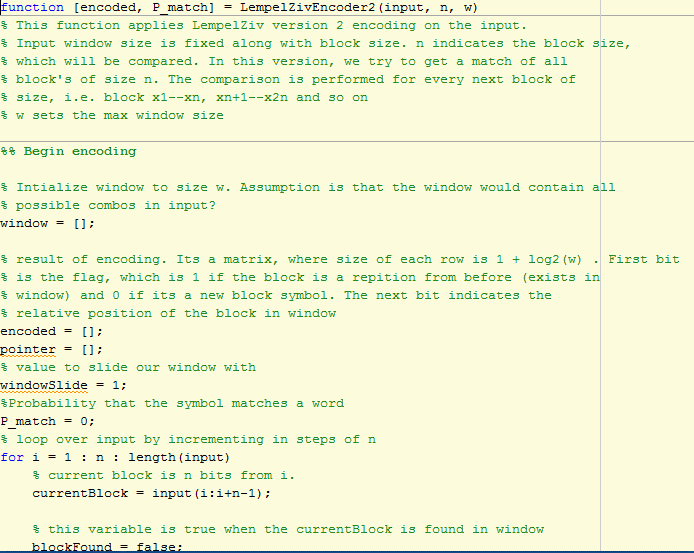 function [encoded, P_match] = LempelZivEncoder2(input, n, w)
% This function applies LempelZiv version 2 encoding on the input.
% Input window size is fixed along with block size. n indicates the block size,
% which will be compared. In this version, we try to get a match of all
% block's of size n. The comparison is performed for every next block of
% size, i.e. block x1--xn, xn+1--x2n and so on
% w sets the max window size
%% Begin encoding
% Intialize window to size w. Assumption is that the window would contain all
% possible combos in input?
window = [];
% result of encoding. Its a matrix, where size of each row is 1 + log2(w) . First bit
% is the flag, which is 1 if the block is a repition from before (exists in
% window) and 0 if its a new block symbol. The next bit indicates the
% relative position of the block in window
encoded = [];
pointer = [];
% value to slide our window with
windowSlide = 1;
%Probability that the symbol matches a word
P_match = 0;
% loop over input by incrementing in steps of n
for i = 1 : n : length(input)
    % current block is n bits from i.
    currentBlock = input(i:i+n-1);
    % this variable is true when the currentBlock is found in window
    blockFound = false;